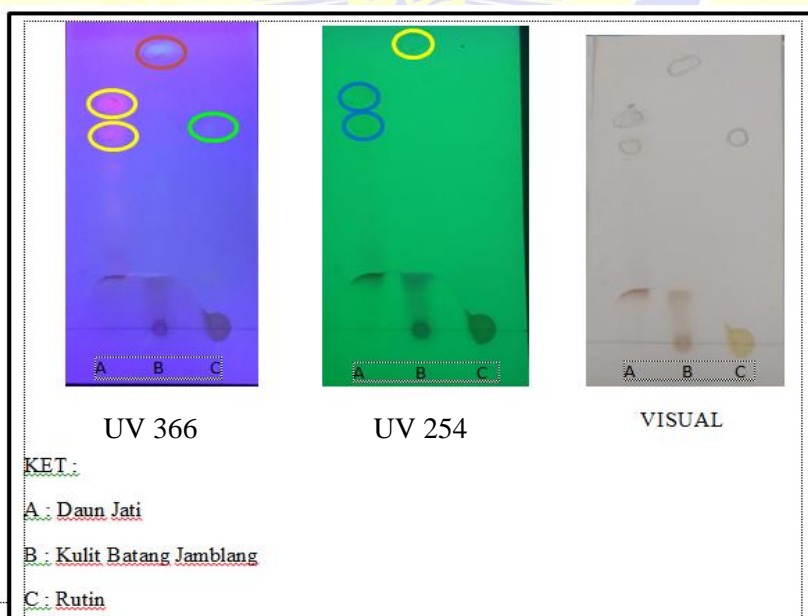 A B C
A B C
A B C
UV 366
UV 254
VISUAL
KET :
A : Daun Jati
B : Kulit Batang Jamblang
C : Rutin